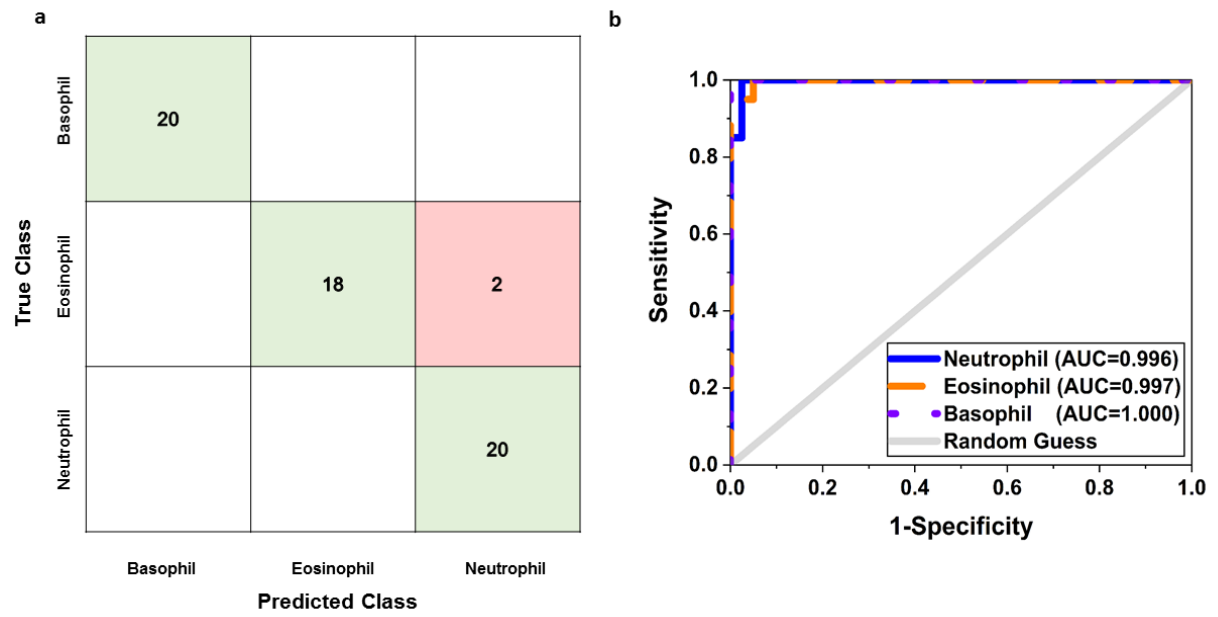 a
True Class
Basophil
Eosinophil
Neutrophil
20
18
2
20
Basophil
Eosinophil
Neutrophil
Predicted Class
b
Sensitivity
1.0
0.8
0.6
0.4
0.2
0.0
Neutrophil (AUC=0.996)
Eosinophil (AUC=0.997)
Basophil (AUC=1.000)
Random Guess
0.0
0.2
0.4
0.6
0.8
1.0
1-Specificity